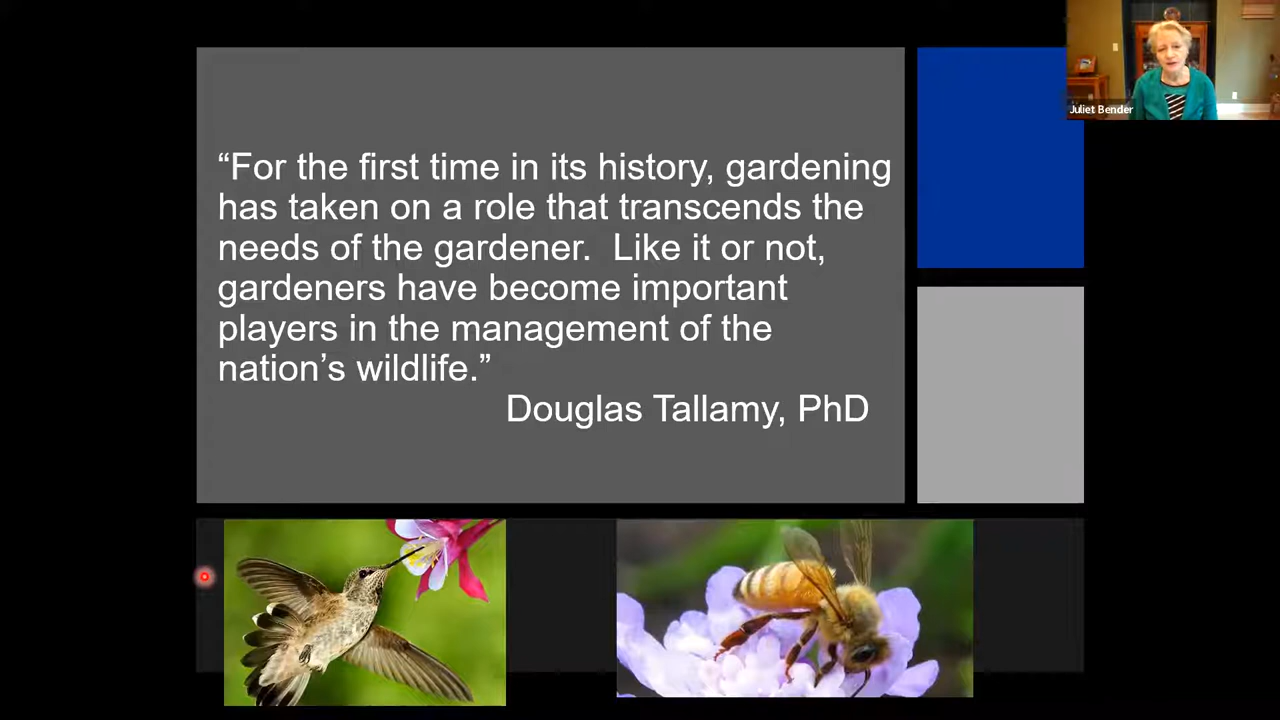 “For the first time in its history, gardening
has taken on a role that transcends the
needs of the gardener.  Like it or not,
gardeners have become important
players in the management of the
nation’s wildlife.”
Douglas Tallamy, PhD
Juliet Bender